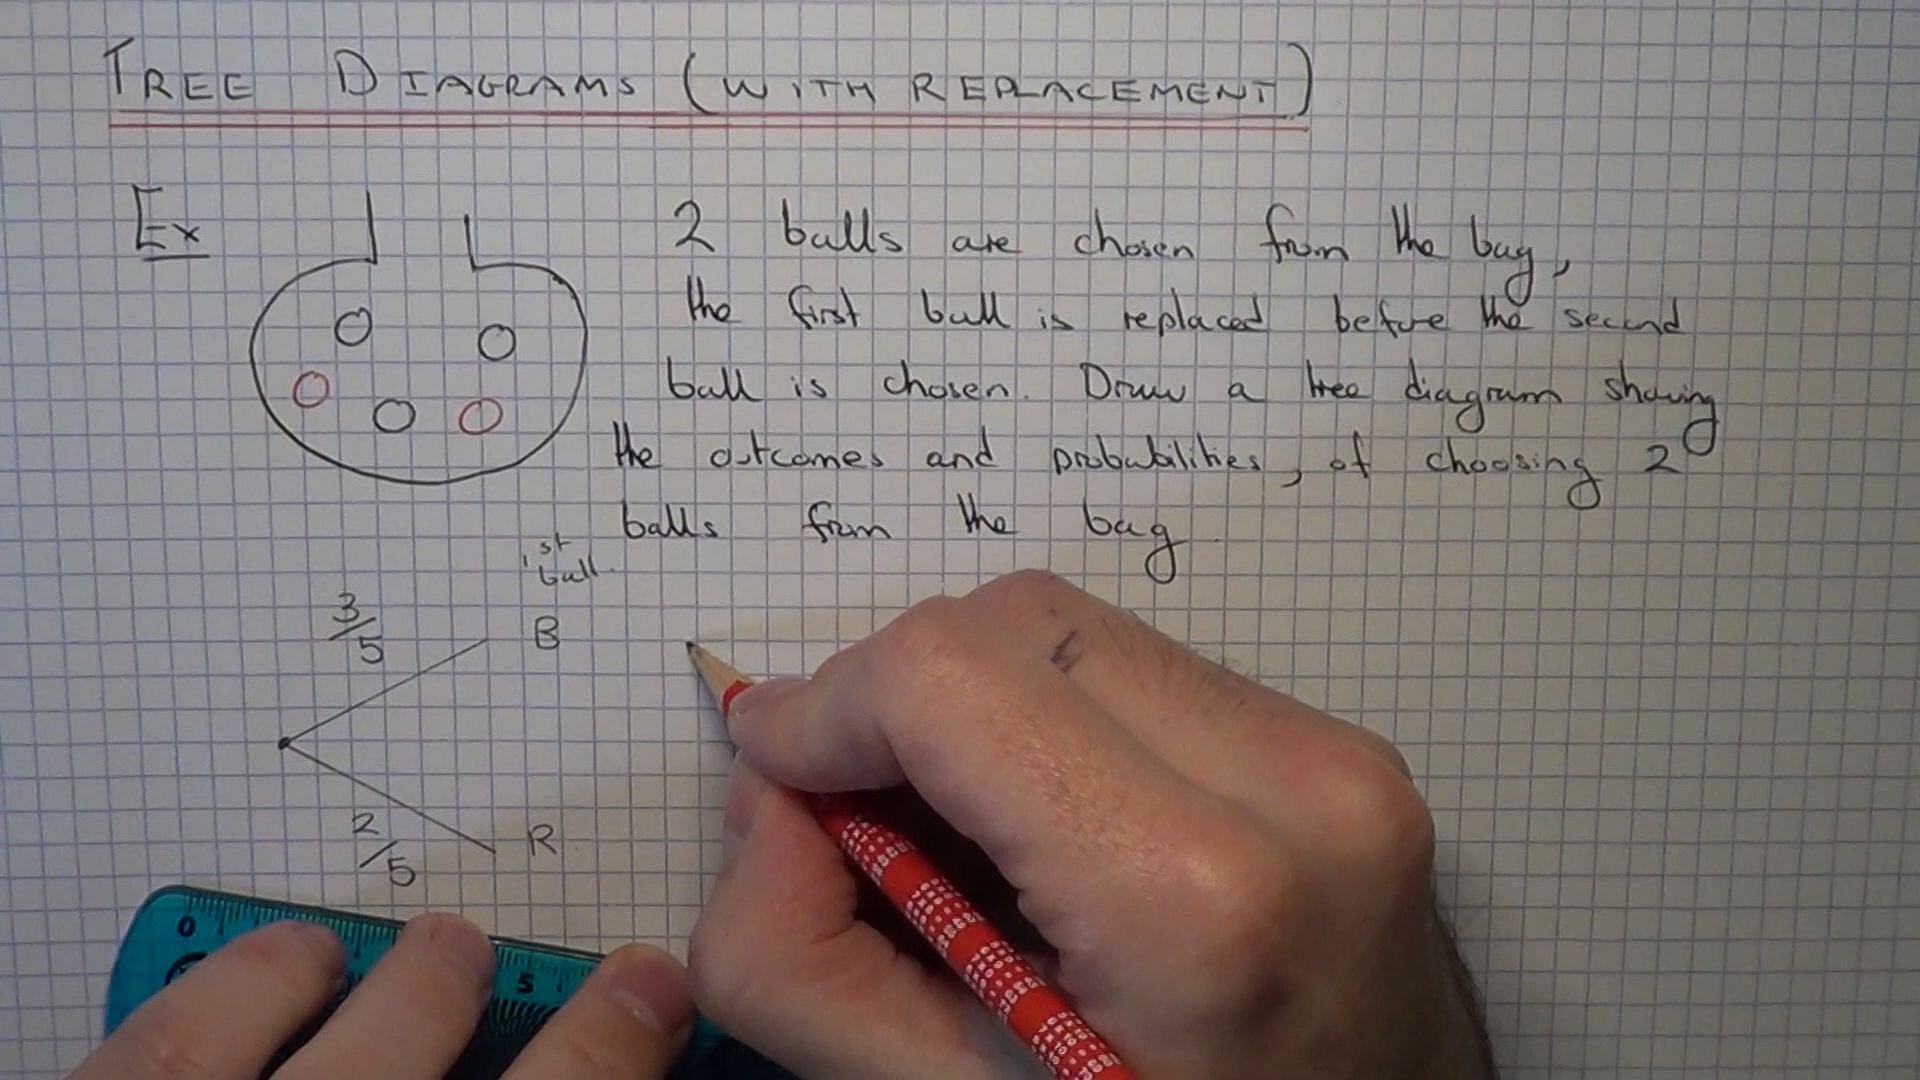 TREE DIAGRAMS (WITH REPLACEMENT)
Ex
2 balls are chosen from the bag,
the first ball is replaced before the second
ball is chosen. Draw a tree diagram showing
the outcomes and probabilities, of choosing 2
balls from the bag.
1st
ball.
3/5
B
2/5
R
0
5